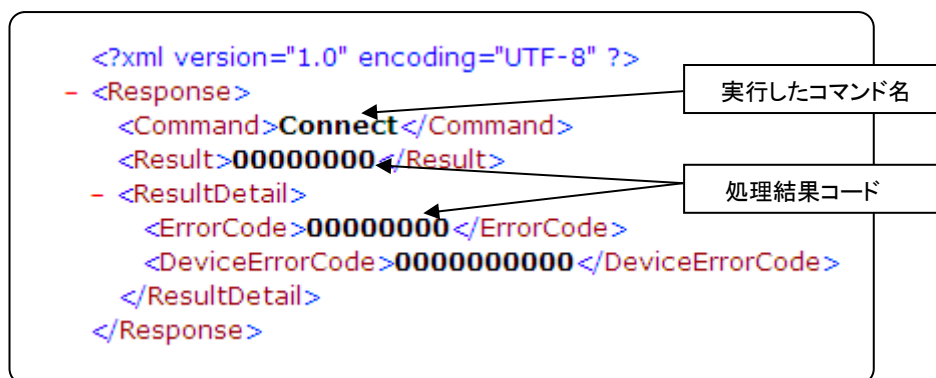 <?xml version="1.0" encoding="UTF-8" ?>
- <Response>
<Command>Connect</Command>
<Result>00000000</Result>
- <ResultDetail>
<ErrorCode>00000000</ErrorCode>
<DeviceErrorCode>0000000000</DeviceErrorCode>
</ResultDetail>
</Response>
実行したコマンド名
処理結果コード